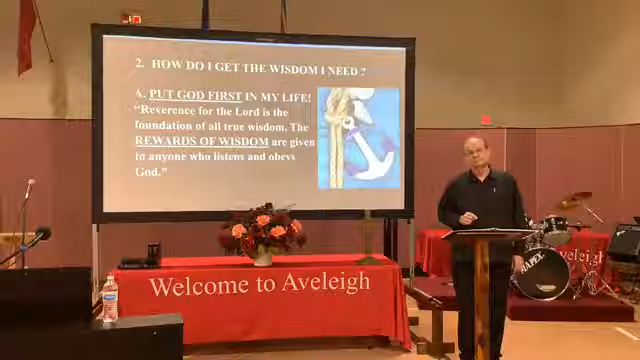 2. HOW DO I GET THE WISDOM I NEED ?
A. PUT GOD FIRST IN MY LIFE!
“Reverence for the Lord is the
foundation of all true wisdom. The
REWARDS OF WISDOM are given
to anyone who listens and obeys
God.”
Welcome to Aveleigh
MAPEX.
Aveleigh